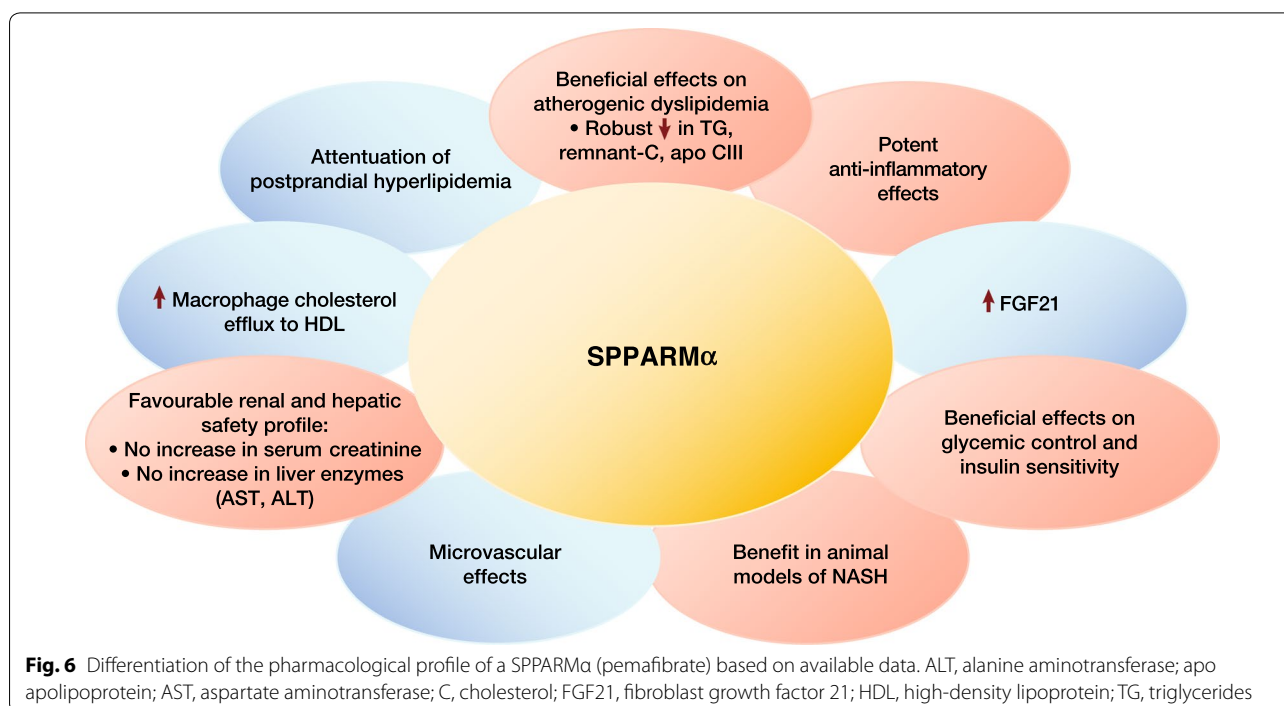 Beneficial effects on
atherogenic dyslipidemia
• Robust ↓ in TG,
remnant-C, apo CIII
Attentuation of
postprandial hyperlipidemia
Potent
anti-inflammatory
effects
↑ Macrophage cholesterol
efflux to HDL
↑ FGF21
SPPARMα
Favourable renal and hepatic
safety profile:
• No increase in serum creatinine
• No increase in liver enzymes
(AST, ALT)
Beneficial effects on
glycemic control and
insulin sensitivity
Microvascular
effects
Benefit in animal
models of NASH
Fig. 6 Differentiation of the pharmacological profile of a SPPARMα (pemafibrate) based on available data. ALT, alanine aminotransferase; apo
apolipoprotein; AST, aspartate aminotransferase; C, cholesterol; FGF21, fibroblast growth factor 21; HDL, high-density lipoprotein; TG, triglycerides